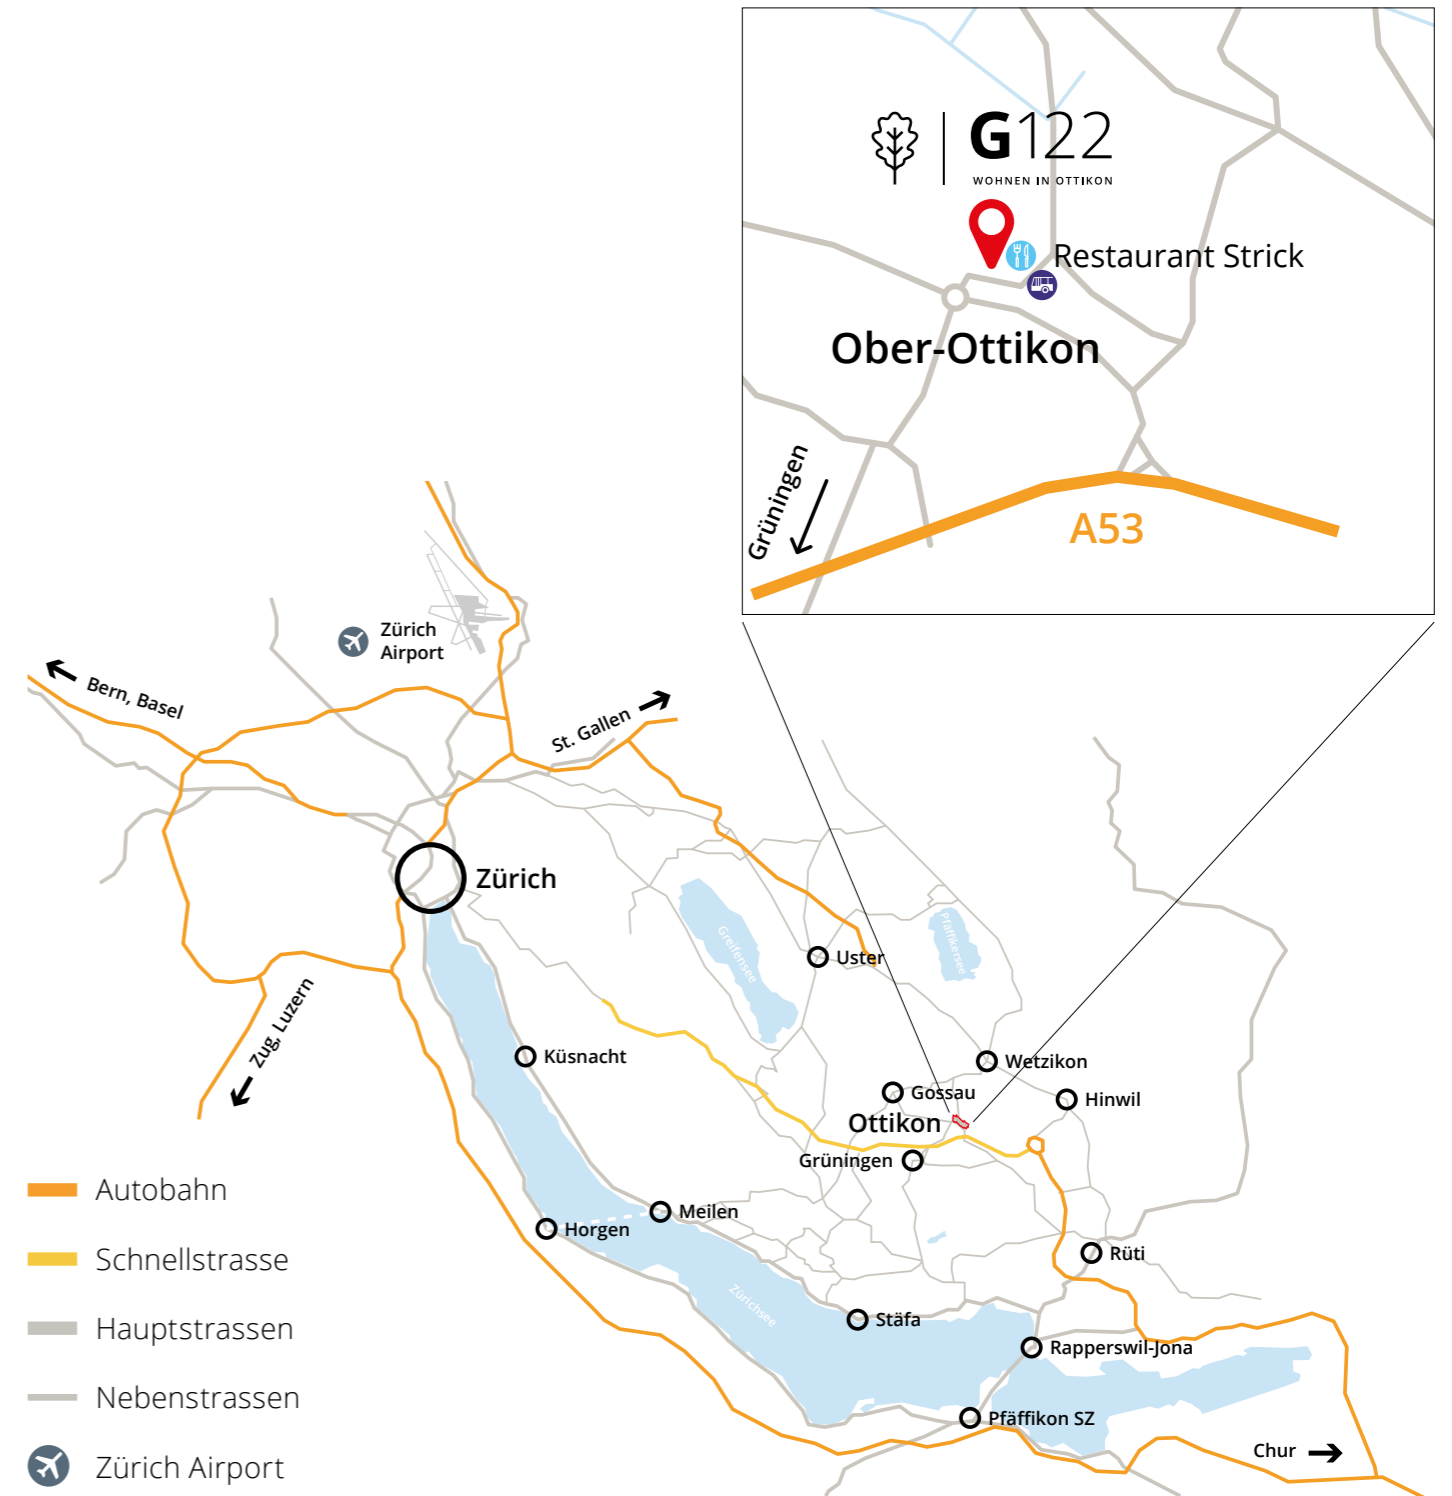 G122
WOHNEN IN OTTIKON
Restaurant Strick
Ober-Ottikon
Grüningen
A53
Zürich
Airport
Bern, Basel
St. Gallen
Zürich
Greifensee
Pfäffikersee
Uster
Zug, Luzern
Küsnacht
Wetzikon
Gossau
Hinwil
Ottikon
Grüningen
Meilen
Horgen
Rüti
Zürichsee
Stäfa
Rapperswil-Jona
Pfäffikon SZ
Chur
Autobahn
Schnellstrasse
Hauptstrassen
Nebenstrassen
Zürich Airport